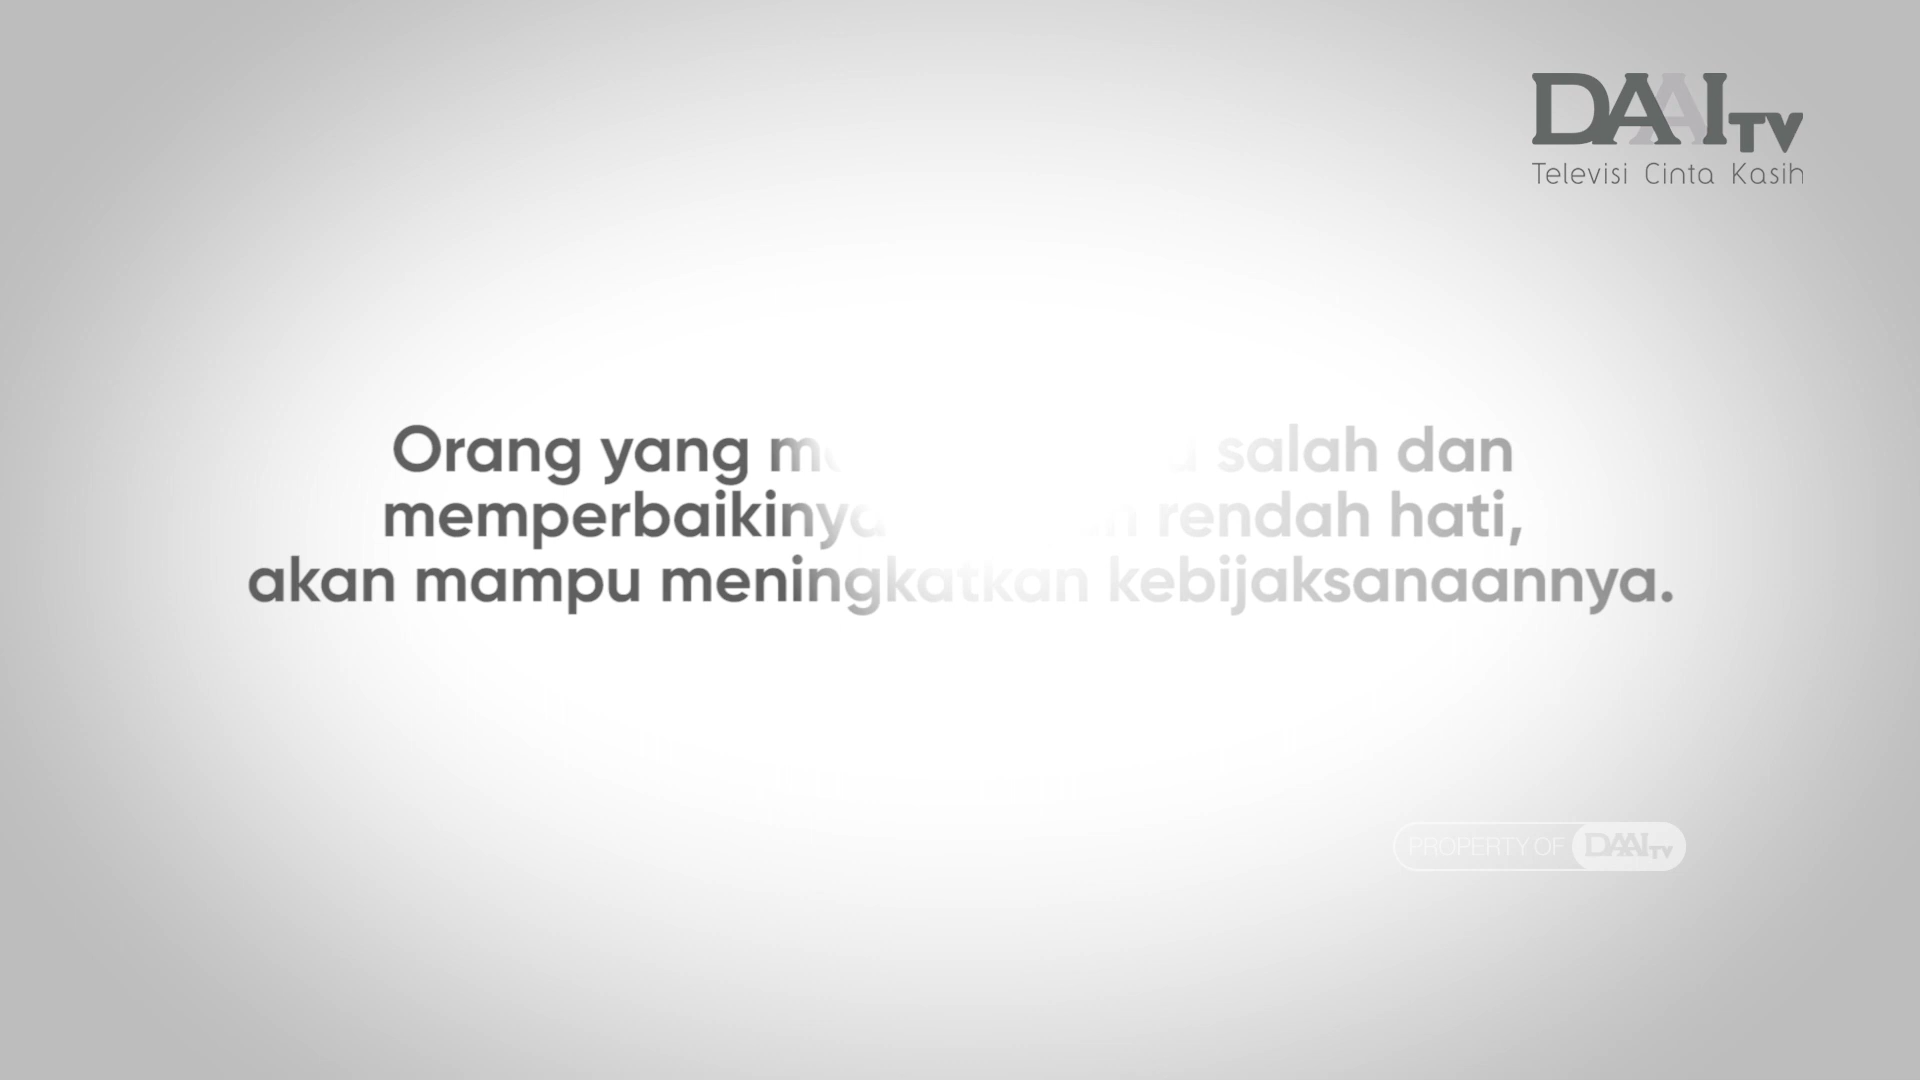 DAAI TV
Televisi Cinta Kasih
Orang yang salah dan
memperbaikinya rendah hati,
akan mampu meningkatkan kebijaksanaannya.
PROPERTY OF DAAI TV